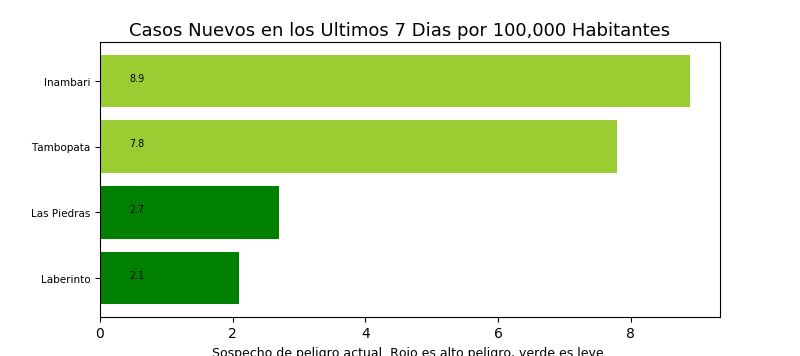 Casos Nuevos en los Ultimos 7 Dias por 100,000 Habitantes
Inambari 8.9
Tambopata 7.8
Las Piedras 2.7
Laberinto 2.1
0 2 4 6 8
Sospecho de peligro actual. Rojo es alto peligro, verde es leve